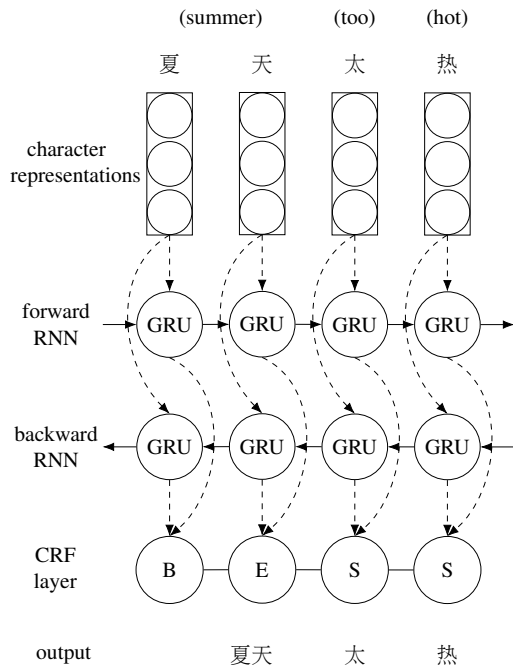 (summer) (too) (hot)
夏 天 太 热
character
representations
forward
RNN
GRU GRU GRU GRU
backward
RNN
GRU GRU GRU GRU
CRF
layer
B E S S
output 夏天 太 热